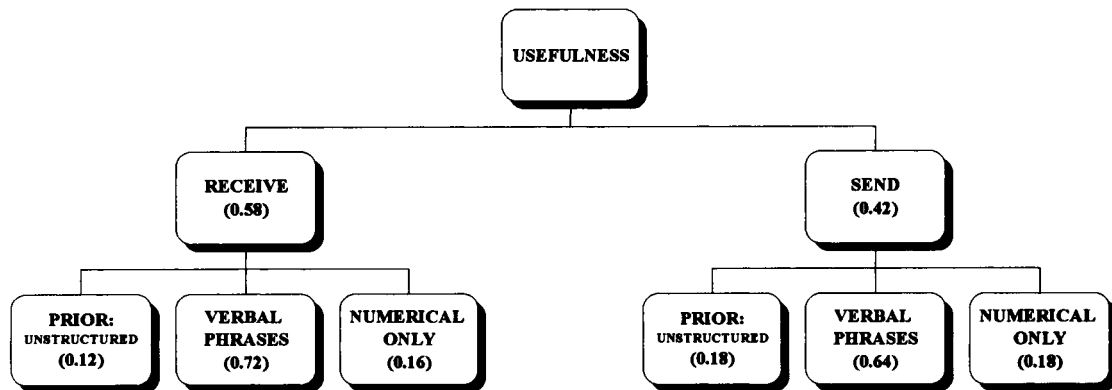 USEFULNESS
RECEIVE
(0.58)
SEND
(0.42)
PRIOR:
UNSTRUCTURED
(0.12)
VERBAL
PHRASES
(0.72)
NUMERICAL
ONLY
(0.16)
PRIOR:
UNSTRUCTURED
(0.18)
VERBAL
PHRASES
(0.64)
NUMERICAL
ONLY
(0.18)